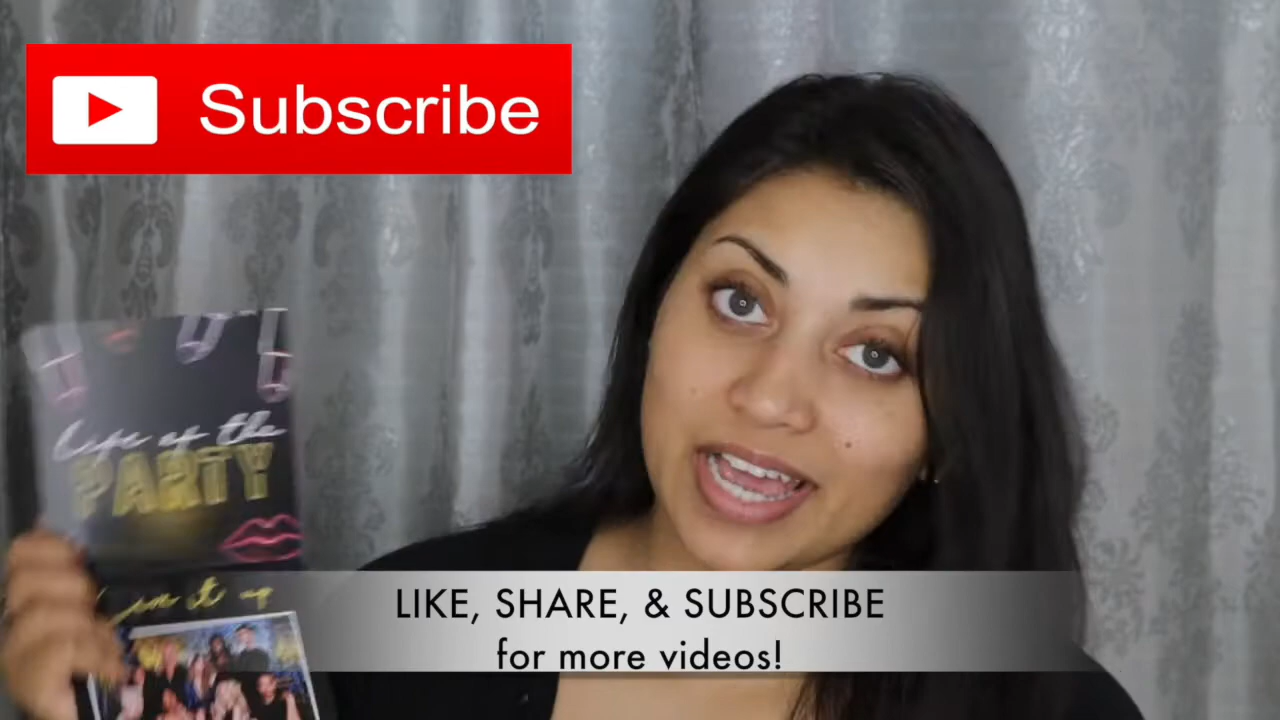 Subscribe
Life of the
PARTY
LIKE, SHARE, & SUBSCRIBE
for more videos!